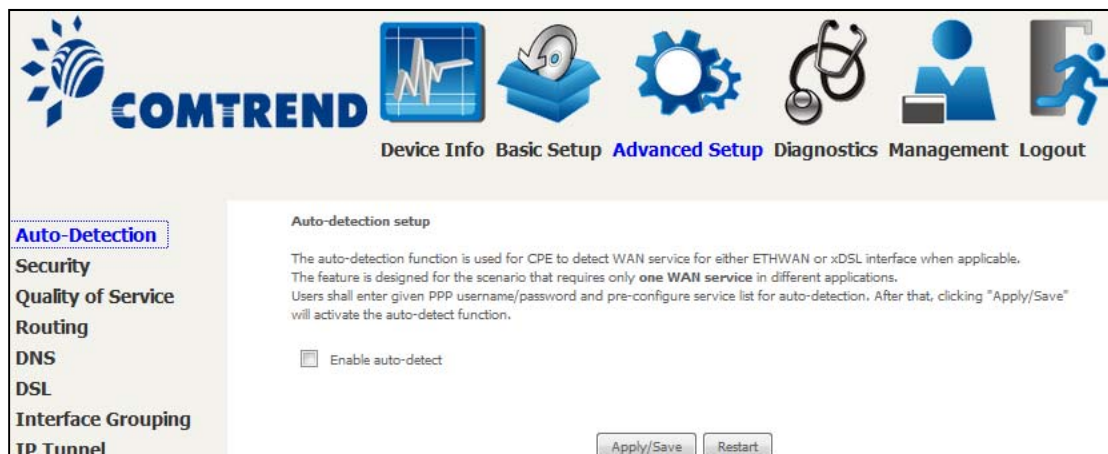 COMTREND
Device Info Basic Setup Advanced Setup Diagnostics Management Logout
Auto-Detection
Security
Quality of Service
Routing
DNS
DSL
Interface Grouping
IP Tunnel
Auto-detection setup
The auto-detection function is used for CPE to detect WAN service for either ETHWAN or xDSL interface when applicable.
The feature is designed for the scenario that requires only one WAN service in different applications.
Users shall enter given PPP username/password and pre-configure service list for auto-detection. After that, clicking "Apply/Save"
will activate the auto-detect function.
Enable auto-detect
Apply/Save Restart